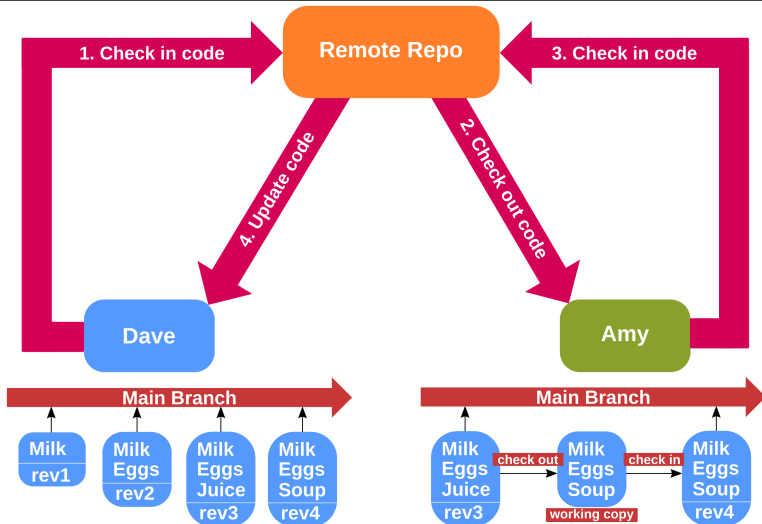 Remote Repo
1. Check in code
3. Check in code
4. Update code
2. Check out code
Dave
Amy
Main Branch
Milk
rev1
Milk
Eggs
rev2
Milk
Eggs
Juice
rev3
Milk
Eggs
Soup
rev4
Main Branch
Milk
Eggs
Juice
rev3
check out
Milk
Eggs
Soup
working copy
check in
Milk
Eggs
Soup
rev4